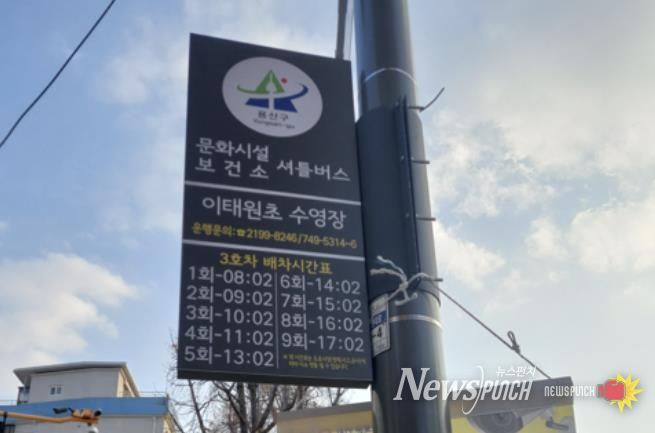 용산구
Yongsan-gu
문화시설
보건소 셔틀버스
이태원초 수영장
운행문의:☎2199-8246/749-5314~6
3호차 배차시간표
1회-08:02 6회-14:02
2회-09:02 7회-15:02
3회-10:02 8회-16:02
4회-11:02 9회-17:02
5회-13:02
뉴스펀치
NEWSPUNCH NEWSPUNCH